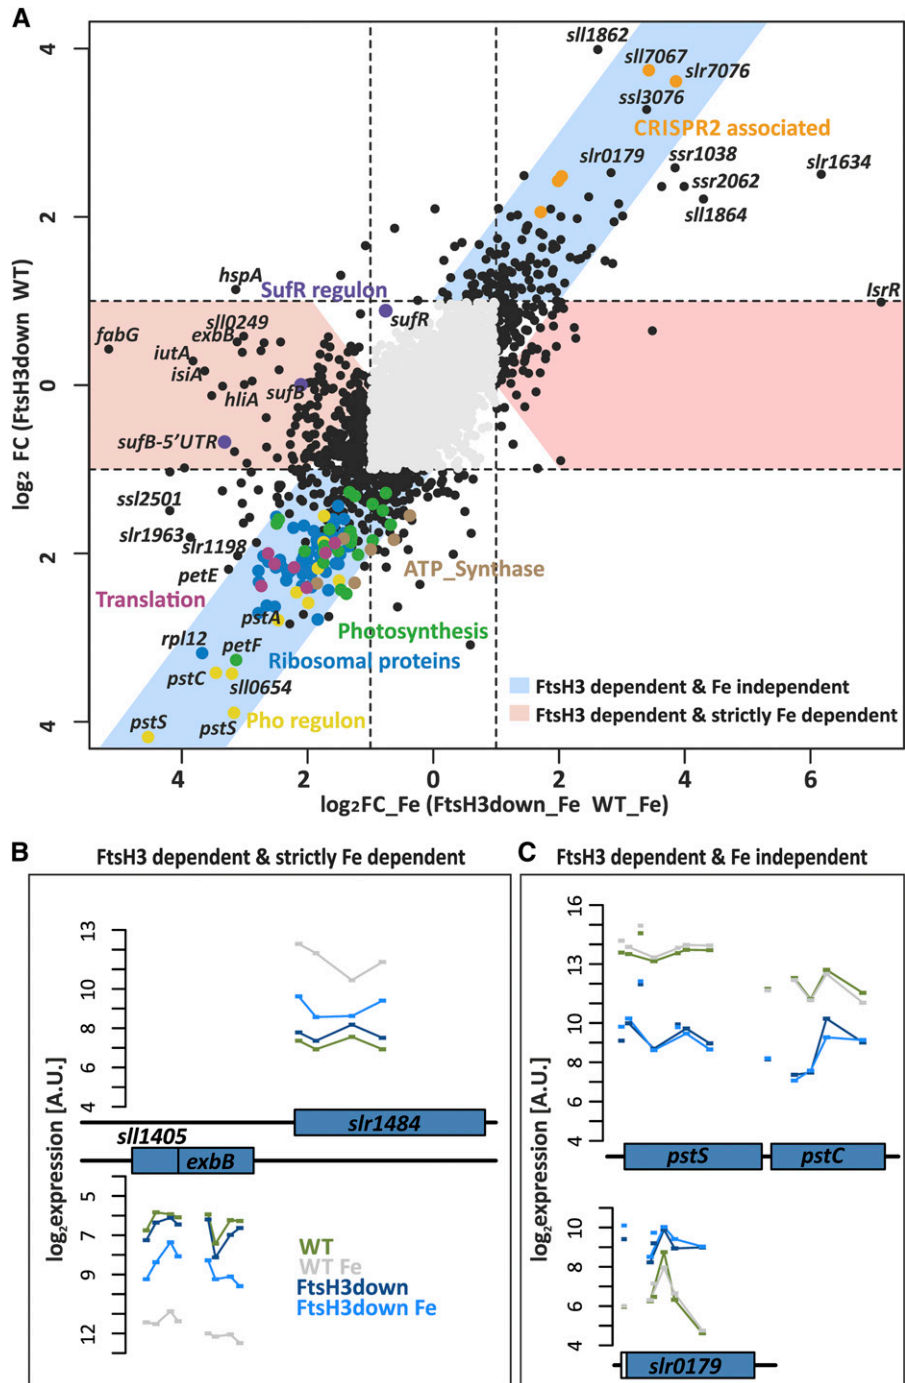 A
log₂ FC (FtsH3down WT)
4
2
0
2
4
sll1862
sll7067
slr7076
ssl3076
CRISPR2 associated
slr0179
ssr1038
slr1634
ssr2062
sll1864
hspA
SufR regulon
IsrR
sufR
fabG
sll0249
exbB
iutA
isiA
hliA
sufB
sufB-5'UTR
ssl2501
slr1963
slr1198
petE
ATP_Synthase
Translation
pstA
Photosynthesis
rpl12
petF
Ribosomal proteins
pstC
sll0654
FtsH3 dependent & Fe independent
FtsH3 dependent & strictly Fe dependent
pstS
pstS
Pho regulon
4
2
0
2
4
6
log₂FC_Fe (FtsH3down_Fe WT_Fe)
B
FtsH3 dependent & strictly Fe dependent
log₂expression [A.U.]
13
10
8
6
4
slr1484
sll1405
exbB
5
7
9
12
WT
WT Fe
FtsH3down
FtsH3down Fe
C
FtsH3 dependent & Fe independent
log₂expression [A.U.]
16
13
10
8
6
4
pstS
pstC
10
8
6
4
slr0179